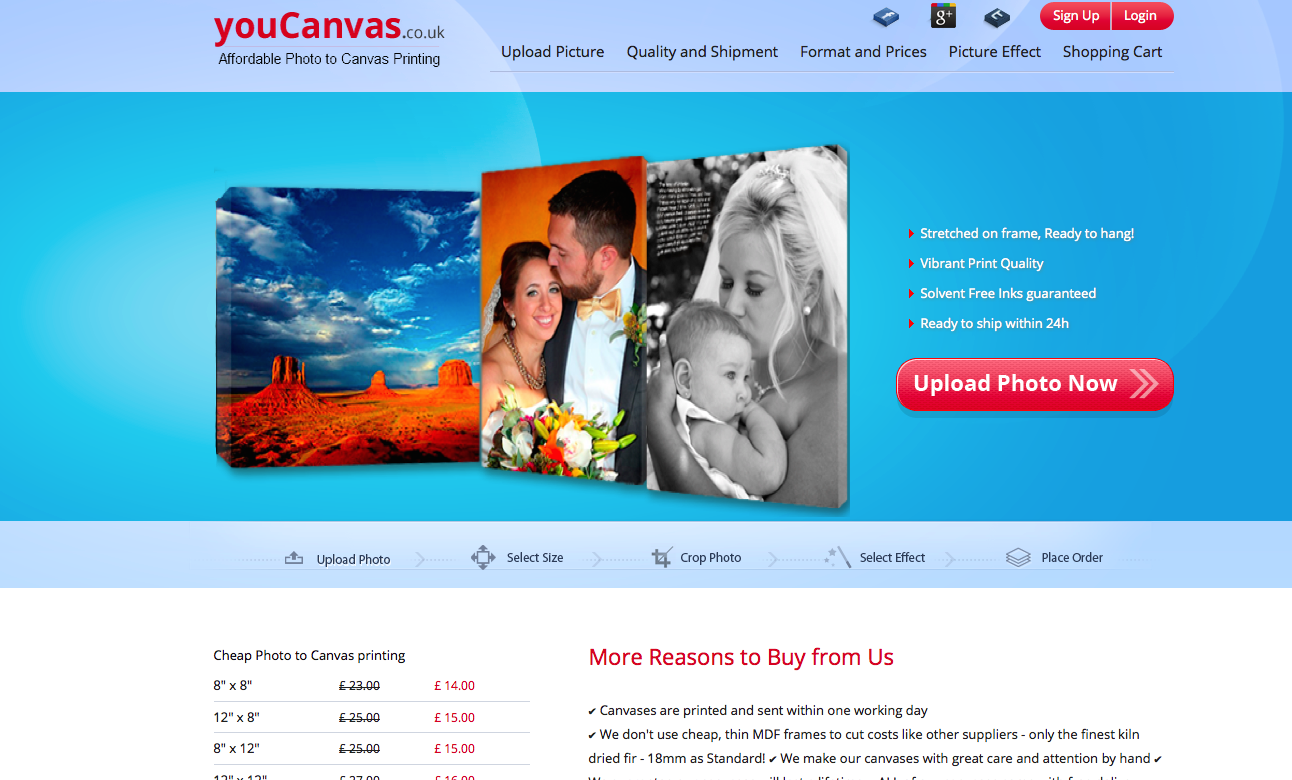 youCanvas.co.uk
Affordable Photo to Canvas Printing
Sign Up Login
Upload Picture Quality and Shipment Format and Prices Picture Effect Shopping Cart
Stretched on frame, Ready to hang!
Vibrant Print Quality
Solvent Free Inks guaranteed
Ready to ship within 24h
Upload Photo Now
Upload Photo Select Size Crop Photo Select Effect Place Order
Cheap Photo to Canvas printing
8" x 8" £ 23.00 £ 14.00
12" x 8" £ 25.00 £ 15.00
8" x 12" £ 25.00 £ 15.00
12" x 12" £ 27.00 £ 16.00
More Reasons to Buy from Us
✔ Canvases are printed and sent within one working day
✔ We don't use cheap, thin MDF frames to cut costs like other suppliers - only the finest kiln
dried fir - 18mm as Standard! ✔ We make our canvases with great care and attention by hand ✔